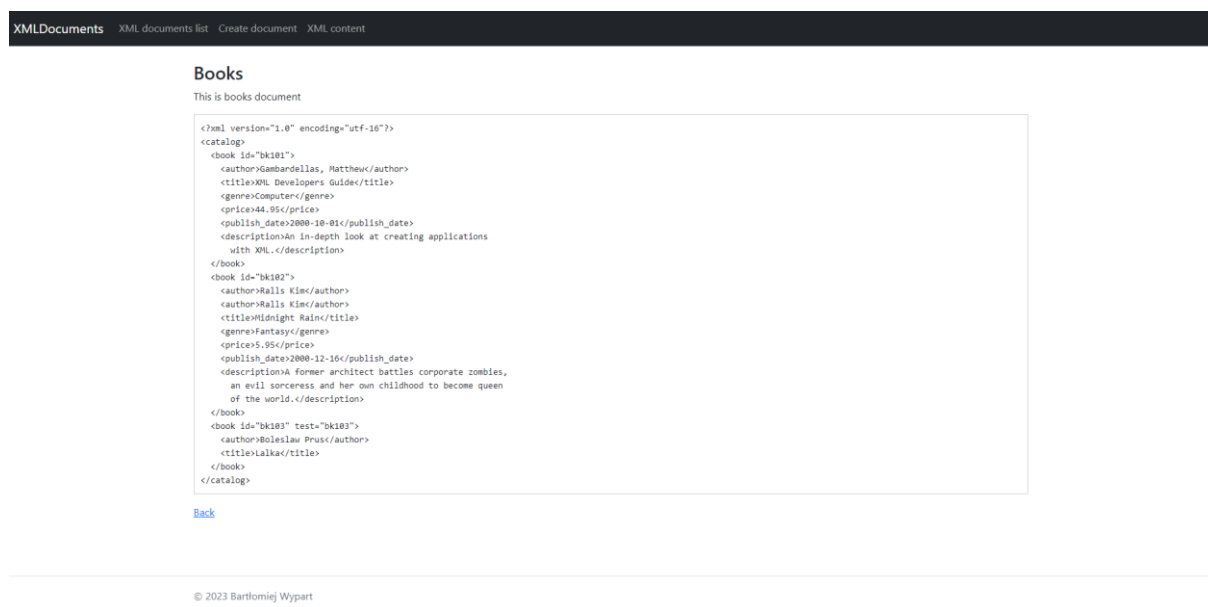 XMLDocuments XML documents list Create document XML content
Books
This is books document
<?xml version="1.0" encoding="utf-16"?>
<catalog>
<book id="bk101">
<author>Gambardellas, Matthew</author>
<title>XML Developers Guide</title>
<genre>Computer</genre>
<price>44.95</price>
<publish_date>2000-10-01</publish_date>
<description>An in-depth look at creating applications
with XML.</description>
</book>
<book id="bk102">
<author>Ralls Kim</author>
<author>Ralls Kim</author>
<title>Midnight Rain</title>
<genre>Fantasy</genre>
<price>5.95</price>
<publish_date>2000-12-16</publish_date>
<description>A former architect battles corporate zombies,
an evil sorceress and her own childhood to become queen
of the world.</description>
</book>
<book id="bk103" test="bk103">
<author>Boleslaw Prus</author>
<title>Lalka</title>
</book>
</catalog>
Back
© 2023 Bartłomiej Wypart